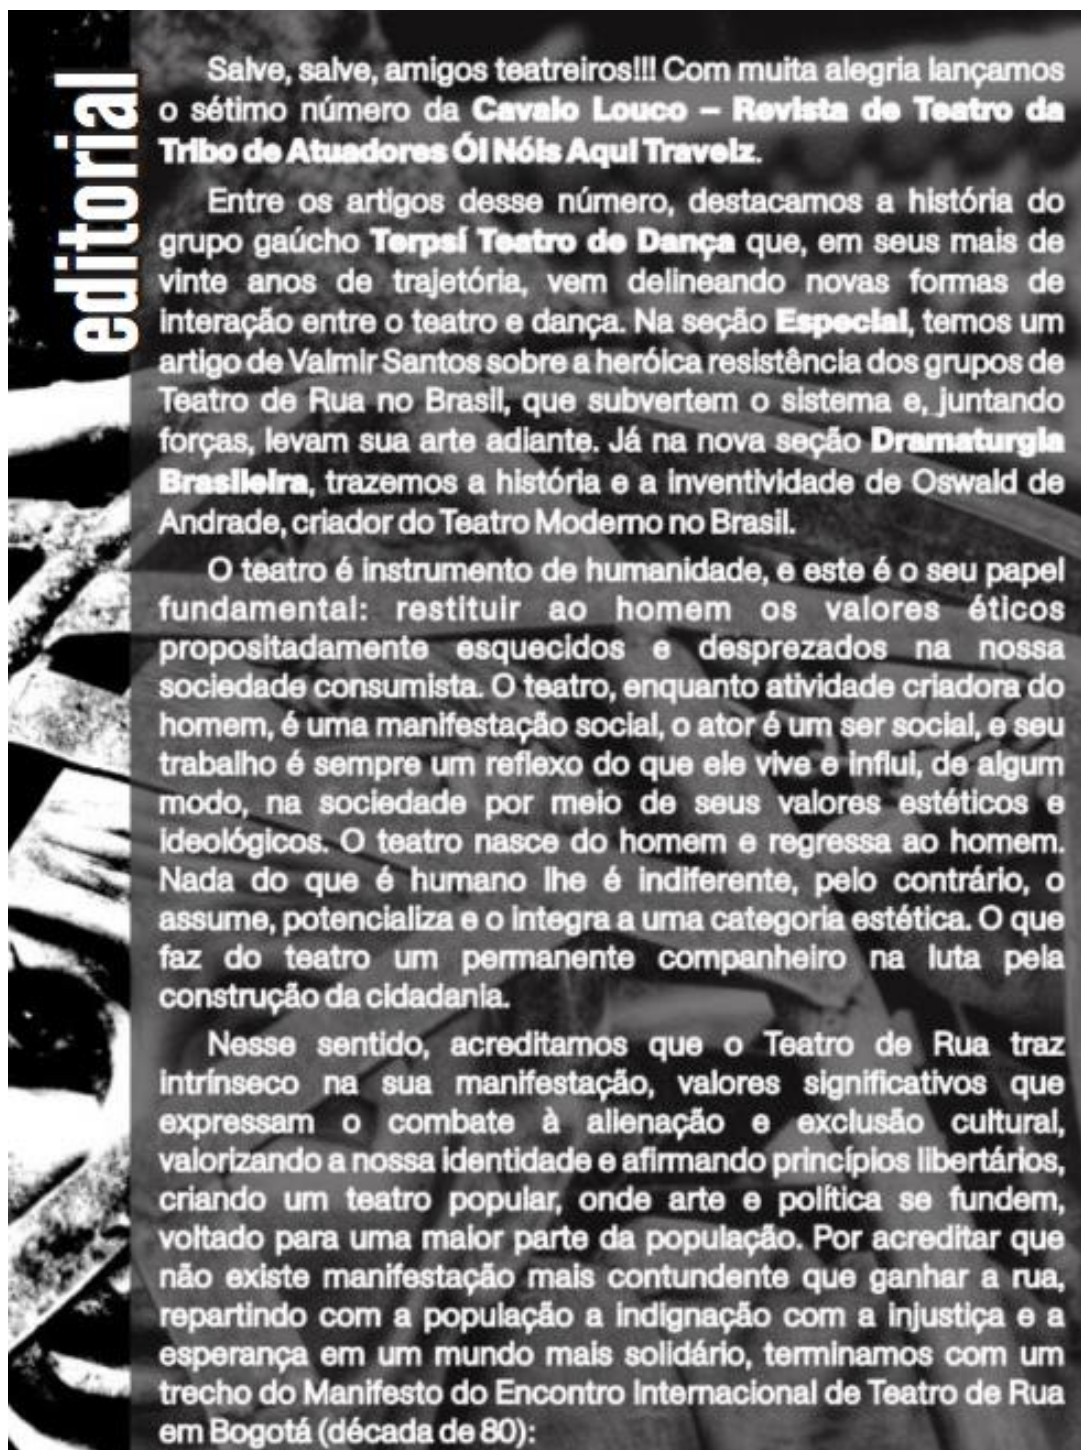 editorial
Salve, salve, amigos teatreiros!!! Com muita alegria lançamos
o sétimo número da Cavalo Louco – Revista de Teatro da
Tribo de Atuadores Ói Nóis Aqui Traveiz.
Entre os artigos desse número, destacamos a história do
grupo gaúcho Terpsí Teatro de Dança que, em seus mais de
vinte anos de trajetória, vem delineando novas formas de
interação entre o teatro e dança. Na seção Especial, temos um
artigo de Valmir Santos sobre a heróica resistência dos grupos de
Teatro de Rua no Brasil, que subvertem o sistema e, juntando
forças, levam sua arte adiante. Já na nova seção Dramaturgia
Brasileira, trazemos a história e a inventividade de Oswald de
Andrade, criador do Teatro Moderno no Brasil.
O teatro é instrumento de humanidade, e este é o seu papel
fundamental: restituir ao homem os valores éticos
propositadamente esquecidos e desprezados na nossa
sociedade consumista. O teatro, enquanto atividade criadora do
homem, é uma manifestação social, o ator é um ser social, e seu
trabalho é sempre um reflexo do que ele vive e influi, de algum
modo, na sociedade por meio de seus valores estéticos e
ideológicos. O teatro nasce do homem e regressa ao homem.
Nada do que é humano lhe é indiferente, pelo contrário, o
assume, potencializa e o integra a uma categoria estética. O que
faz do teatro um permanente companheiro na luta pela
construção da cidadania.
Nesse sentido, acreditamos que o Teatro de Rua traz
intrínseco na sua manifestação, valores significativos que
expressam o combate à alienação e exclusão cultural,
valorizando a nossa identidade e afirmando princípios libertários,
criando um teatro popular, onde arte e política se fundem,
voltado para uma maior parte da população. Por acreditar que
não existe manifestação mais contundente que ganhar a rua,
repartindo com a população a indignação com a injustiça e a
esperança em um mundo mais solidário, terminamos com um
trecho do Manifesto do Encontro Internacional de Teatro de Rua
em Bogotá (década de 80):